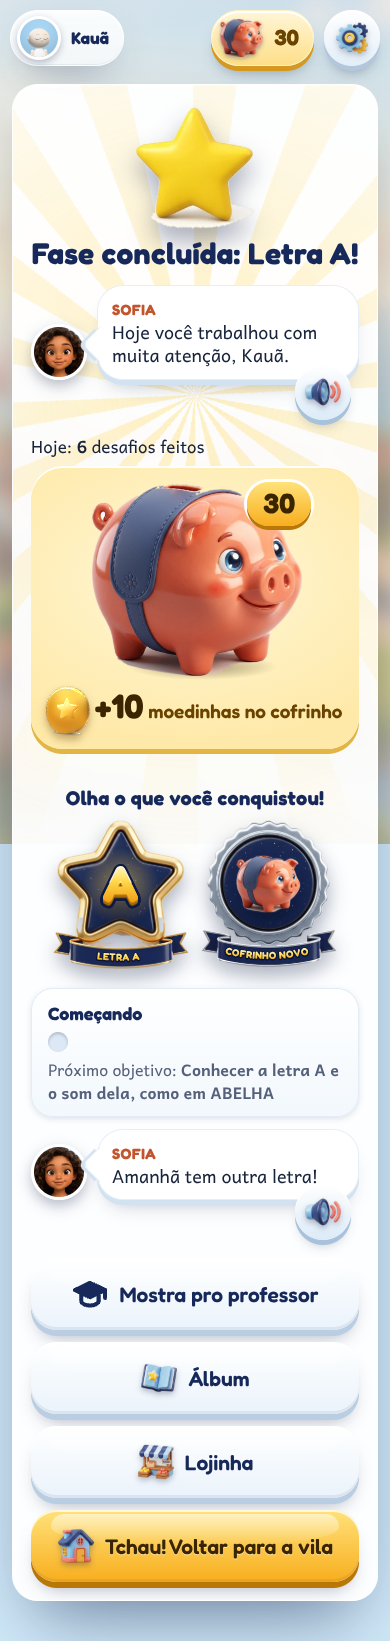 Kauã
30
Fase concluída: Letra A!
SOFIA
Hoje você trabalhou com
muita atenção, Kauã.
Hoje: 6 desafios feitos
30
+10 moedinhas no cofrinho
Olha o que você conquistou!
A
LETRA A
COFRINHO NOVO
Começando
Próximo objetivo: Conhecer a letra A e
o som dela, como em ABELHA
SOFIA
Amanhã tem outra letra!
Mostra pro professor
Álbum
Lojinha
Tchau! Voltar para a vila